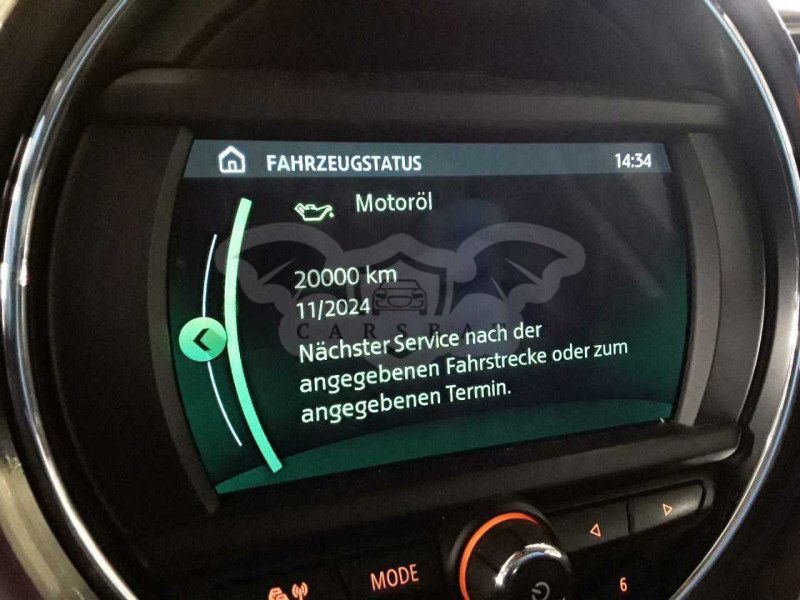 FAHRZEUGSTATUS 14:34
Motoröl
20000 km
11/2024
Nächster Service nach der
angegebenen Fahrstrecke oder zum
angegebenen Termin.
MODE
6